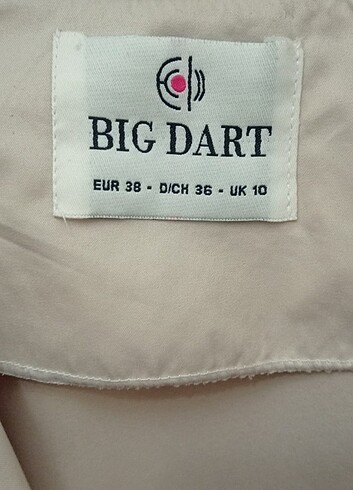 BIG DART
EUR 38 - D/CH 36 - UK 10